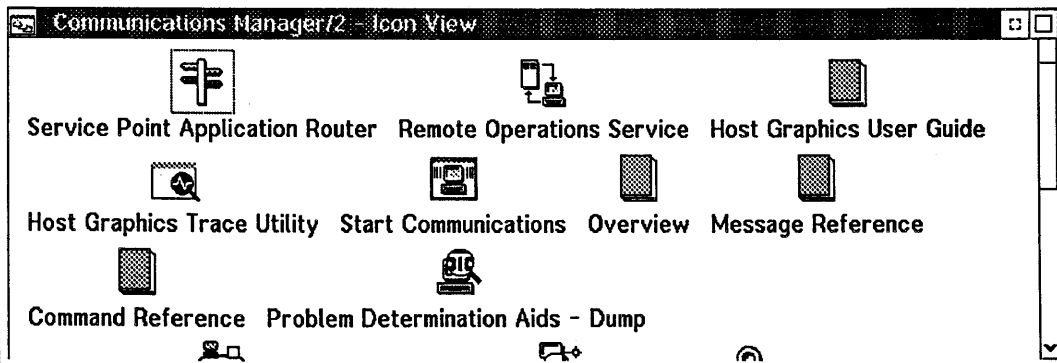 Communications Manager/2 - Icon View
Service Point Application Router Remote Operations Service Host Graphics User Guide
Host Graphics Trace Utility Start Communications Overview Message Reference
Command Reference Problem Determination Aids - Dump